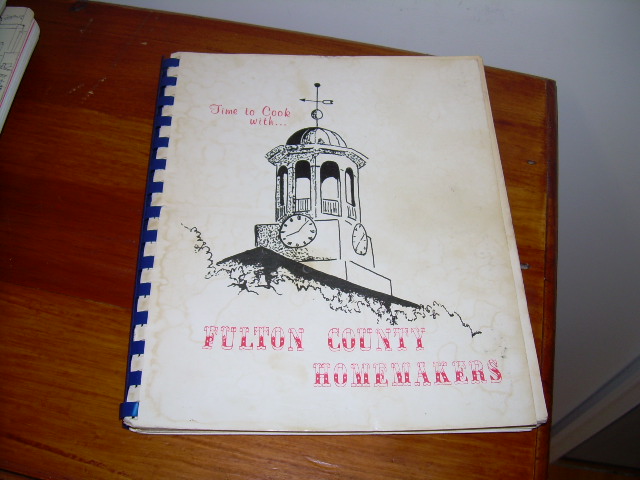 Time to Cook
with...
FULTON COUNTY
HOMEMAKERS